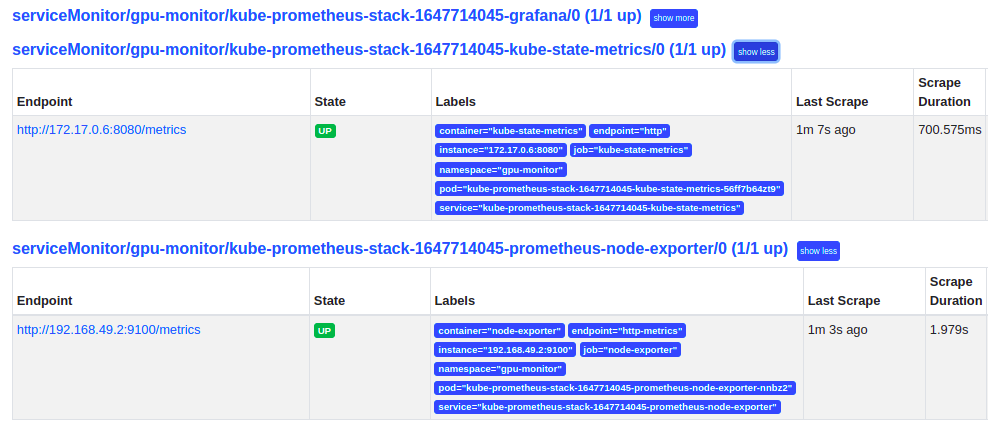 serviceMonitor/gpu-monitor/kube-prometheus-stack-1647714045-grafana/0 (1/1 up) show more
serviceMonitor/gpu-monitor/kube-prometheus-stack-1647714045-kube-state-metrics/0 (1/1 up) show less
Endpoint State Labels Last Scrape Scrape Duration
http://172.17.0.6:8080/metrics UP container="kube-state-metrics" endpoint="http" 1m 7s ago 700.575ms
instance="172.17.0.6:8080" job="kube-state-metrics"
namespace="gpu-monitor"
pod="kube-prometheus-stack-1647714045-kube-state-metrics-56ff7b64zt9"
service="kube-prometheus-stack-1647714045-kube-state-metrics"
serviceMonitor/gpu-monitor/kube-prometheus-stack-1647714045-prometheus-node-exporter/0 (1/1 up) show less
Endpoint State Labels Last Scrape Scrape Duration
http://192.168.49.2:9100/metrics UP container="node-exporter" endpoint="http-metrics" 1m 3s ago 1.979s
instance="192.168.49.2:9100" job="node-exporter"
namespace="gpu-monitor"
pod="kube-prometheus-stack-1647714045-prometheus-node-exporter-nnbz2"
service="kube-prometheus-stack-1647714045-prometheus-node-exporter"